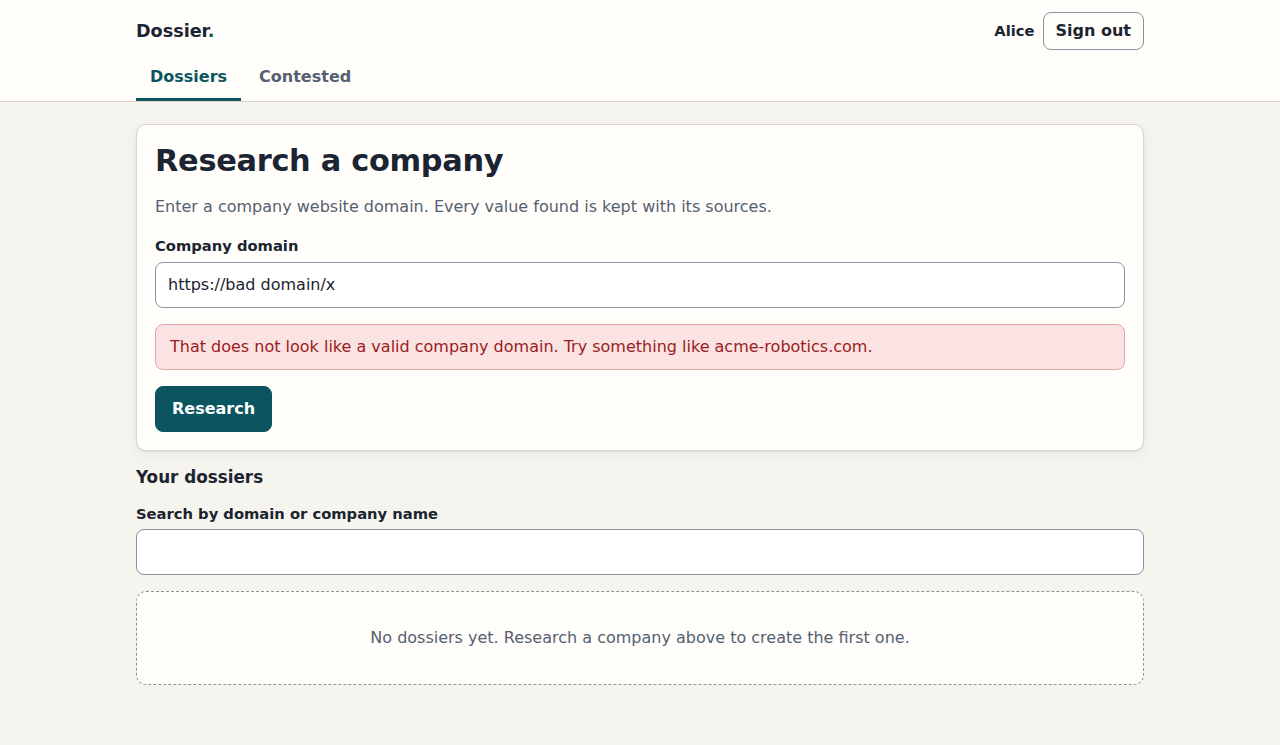 Dossier.
Alice
Sign out
Dossiers
Contested
Research a company
Enter a company website domain. Every value found is kept with its sources.
Company domain
https://bad domain/x
That does not look like a valid company domain. Try something like acme-robotics.com.
Research
Your dossiers
Search by domain or company name
No dossiers yet. Research a company above to create the first one.